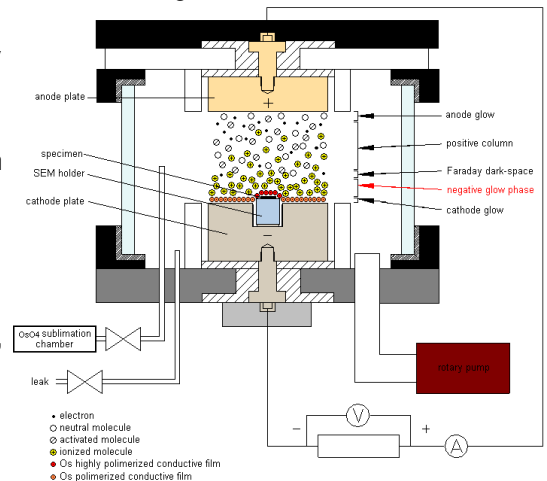 anode plate
+
anode glow
positive column
specimen
SEM holder
cathode plate
Faraday dark-space
negative glow phase
cathode glow
−
OsO4 sublimation
chamber
leak
rotary pump
V
−
+
A
electron
neutral molecule
activated molecule
ionized molecule
Os highly polimerized conductive film
Os polimerized conductive film